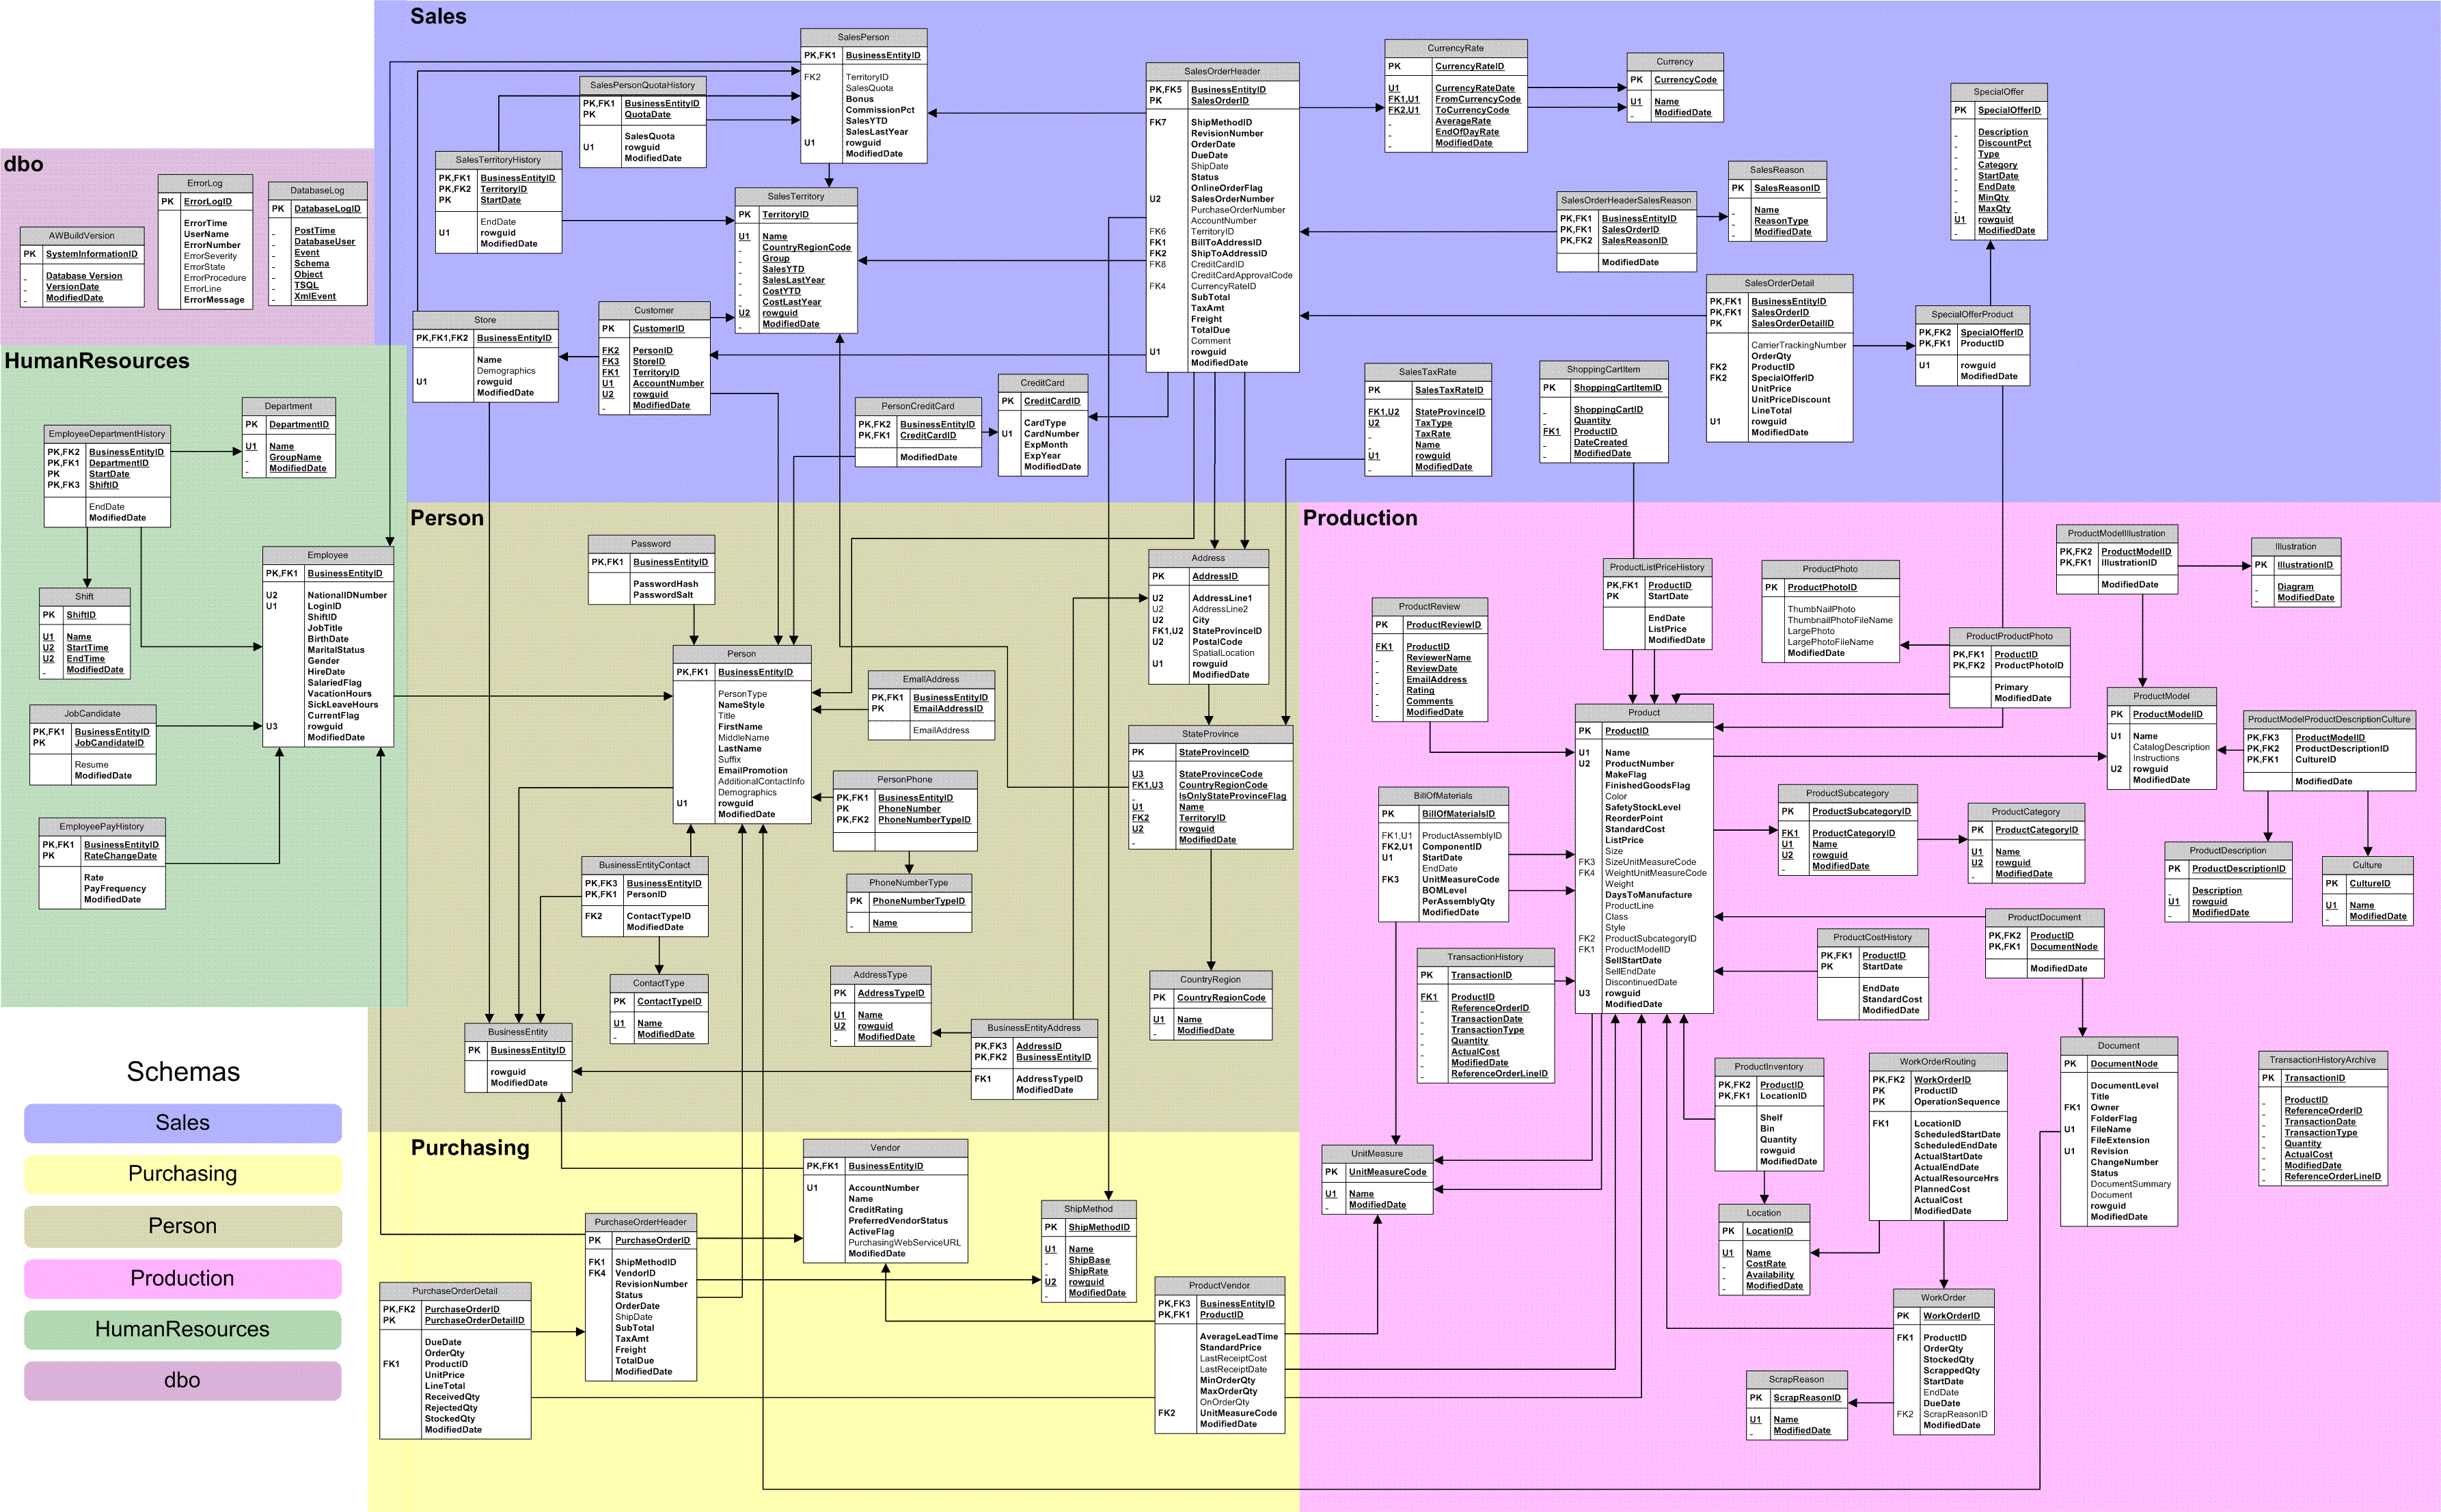 Sales
SalesPerson
PK,FK1 BusinessEntityID
FK2 TerritoryID
SalesQuota
Bonus
CommissionPct
SalesYTD
SalesLastYear
U1 rowguid
ModifiedDate
SalesPersonQuotaHistory
PK,FK1 BusinessEntityID
PK QuotaDate
SalesQuota
U1 rowguid
ModifiedDate
SalesTerritoryHistory
PK,FK1 BusinessEntityID
PK,FK2 TerritoryID
PK StartDate
EndDate
U1 rowguid
ModifiedDate
SalesTerritory
PK TerritoryID
U1 Name
CountryRegionCode
Group
SalesYTD
SalesLastYear
CostYTD
CostLastYear
U2 rowguid
ModifiedDate
Store
PK,FK1,FK2 BusinessEntityID
Name
Demographics
U1 rowguid
ModifiedDate
Customer
PK CustomerID
FK2 PersonID
FK3 StoreID
FK1 TerritoryID
U1 AccountNumber
U2 rowguid
ModifiedDate
PersonCreditCard
PK,FK2 BusinessEntityID
PK,FK1 CreditCardID
ModifiedDate
CreditCard
PK CreditCardID
CardType
U1 CardNumber
ExpMonth
ExpYear
ModifiedDate
SalesOrderHeader
PK,FK5 BusinessEntityID
PK SalesOrderID
FK7 ShipMethodID
RevisionNumber
OrderDate
DueDate
ShipDate
Status
OnlineOrderFlag
U2 SalesOrderNumber
PurchaseOrderNumber
AccountNumber
FK6 TerritoryID
FK1 BillToAddressID
FK2 ShipToAddressID
FK8 CreditCardID
CreditCardApprovalCode
FK4 CurrencyRateID
SubTotal
TaxAmt
Freight
TotalDue
Comment
U1 rowguid
ModifiedDate
CurrencyRate
PK CurrencyRateID
U1 CurrencyRateDate
FK1,U1 FromCurrencyCode
FK2,U1 ToCurrencyCode
AverageRate
EndOfDayRate
ModifiedDate
Currency
PK CurrencyCode
U1 Name
ModifiedDate
SalesReason
PK SalesReasonID
Name
ReasonType
ModifiedDate
SalesOrderHeaderSalesReason
PK,FK1 BusinessEntityID
PK,FK1 SalesOrderID
PK,FK2 SalesReasonID
ModifiedDate
SpecialOffer
PK SpecialOfferID
Description
DiscountPct
Type
Category
StartDate
EndDate
MinQty
MaxQty
U1 rowguid
ModifiedDate
SalesOrderDetail
PK,FK1 BusinessEntityID
PK,FK1 SalesOrderID
PK SalesOrderDetailID
CarrierTrackingNumber
OrderQty
FK2 ProductID
FK2 SpecialOfferID
UnitPrice
UnitPriceDiscount
LineTotal
U1 rowguid
ModifiedDate
SpecialOfferProduct
PK,FK2 SpecialOfferID
PK,FK1 ProductID
U1 rowguid
ModifiedDate
SalesTaxRate
PK SalesTaxRateID
FK1,U2 StateProvinceID
U2 TaxType
TaxRate
Name
U1 rowguid
ModifiedDate
ShoppingCartItem
PK ShoppingCartItemID
ShoppingCartID
Quantity
FK1 ProductID
DateCreated
ModifiedDate
dbo
AWBuildVersion
PK SystemInformationID
Database Version
VersionDate
ModifiedDate
ErrorLog
PK ErrorLogID
ErrorTime
UserName
ErrorNumber
ErrorSeverity
ErrorState
ErrorProcedure
ErrorLine
ErrorMessage
DatabaseLog
PK DatabaseLogID
PostTime
DatabaseUser
Event
Schema
Object
TSQL
XmlEvent
HumanResources
Department
PK DepartmentID
U1 Name
GroupName
ModifiedDate
EmployeeDepartmentHistory
PK,FK2 BusinessEntityID
PK,FK1 DepartmentID
PK StartDate
PK,FK3 ShiftID
EndDate
ModifiedDate
Shift
PK ShiftID
U1 Name
U2 StartTime
U2 EndTime
ModifiedDate
Employee
PK,FK1 BusinessEntityID
U2 NationalIDNumber
U1 LoginID
ShiftID
JobTitle
BirthDate
MaritalStatus
Gender
HireDate
SalariedFlag
VacationHours
SickLeaveHours
CurrentFlag
U3 rowguid
ModifiedDate
JobCandidate
PK,FK1 BusinessEntityID
PK JobCandidateID
Resume
ModifiedDate
EmployeePayHistory
PK,FK1 BusinessEntityID
PK RateChangeDate
Rate
PayFrequency
ModifiedDate
Person
Password
PK,FK1 BusinessEntityID
PasswordHash
PasswordSalt
Person
PK,FK1 BusinessEntityID
PersonType
NameStyle
Title
FirstName
MiddleName
LastName
Suffix
EmailPromotion
AdditionalContactInfo
Demographics
U1 rowguid
ModifiedDate
EmailAddress
PK,FK1 BusinessEntityID
PK EmailAddressID
EmailAddress
PersonPhone
PK,FK1 BusinessEntityID
PK PhoneNumber
PK,FK2 PhoneNumberTypeID
PhoneNumberType
PK PhoneNumberTypeID
Name
Address
PK AddressID
U2 AddressLine1
U2 AddressLine2
U2 City
FK1,U2 StateProvinceID
U2 PostalCode
SpatialLocation
U1 rowguid
ModifiedDate
StateProvince
PK StateProvinceID
U3 StateProvinceCode
FK1,U3 CountryRegionCode
IsOnlyStateProvinceFlag
U1 Name
FK2 TerritoryID
U2 rowguid
ModifiedDate
CountryRegion
PK CountryRegionCode
U1 Name
ModifiedDate
BusinessEntityContact
PK,FK3 BusinessEntityID
PK,FK1 PersonID
FK2 ContactTypeID
ModifiedDate
ContactType
PK ContactTypeID
U1 Name
ModifiedDate
AddressType
PK AddressTypeID
U1 Name
U2 rowguid
ModifiedDate
BusinessEntity
PK BusinessEntityID
rowguid
ModifiedDate
BusinessEntityAddress
PK,FK3 AddressID
PK,FK2 BusinessEntityID
FK1 AddressTypeID
ModifiedDate
Production
ProductReview
PK ProductReviewID
FK1 ProductID
ReviewerName
ReviewDate
EmailAddress
Rating
Comments
ModifiedDate
ProductListPriceHistory
PK,FK1 ProductID
PK StartDate
EndDate
ListPrice
ModifiedDate
ProductPhoto
PK ProductPhotoID
ThumbNailPhoto
ThumbnailPhotoFileName
LargePhoto
LargePhotoFileName
ModifiedDate
ProductProductPhoto
PK,FK1 ProductID
PK,FK2 ProductPhotoID
Primary
ModifiedDate
ProductModelIllustration
PK,FK2 ProductModelID
PK,FK1 IllustrationID
ModifiedDate
Illustration
PK IllustrationID
Diagram
ModifiedDate
ProductModel
PK ProductModelID
U1 Name
CatalogDescription
Instructions
U2 rowguid
ModifiedDate
ProductModelProductDescriptionCulture
PK,FK3 ProductModelID
PK,FK2 ProductDescriptionID
PK,FK1 CultureID
ModifiedDate
Product
PK ProductID
U1 Name
U2 ProductNumber
MakeFlag
FinishedGoodsFlag
Color
SafetyStockLevel
ReorderPoint
StandardCost
ListPrice
Size
FK3 SizeUnitMeasureCode
FK4 WeightUnitMeasureCode
Weight
DaysToManufacture
ProductLine
Class
Style
FK2 ProductSubcategoryID
FK1 ProductModelID
SellStartDate
SellEndDate
DiscontinuedDate
U3 rowguid
ModifiedDate
BillOfMaterials
PK BillOfMaterialsID
FK1,U1 ProductAssemblyID
FK2,U1 ComponentID
U1 StartDate
EndDate
FK3 UnitMeasureCode
BOMLevel
PerAssemblyQty
ModifiedDate
ProductSubcategory
PK ProductSubcategoryID
FK1 ProductCategoryID
U1 Name
U2 rowguid
ModifiedDate
ProductCategory
PK ProductCategoryID
U1 Name
U2 rowguid
ModifiedDate
ProductDescription
PK ProductDescriptionID
Description
U1 rowguid
ModifiedDate
Culture
PK CultureID
U1 Name
ModifiedDate
TransactionHistory
PK TransactionID
FK1 ProductID
ReferenceOrderID
TransactionDate
TransactionType
Quantity
ActualCost
ModifiedDate
ReferenceOrderLineID
ProductCostHistory
PK,FK1 ProductID
PK StartDate
EndDate
StandardCost
ModifiedDate
ProductDocument
PK,FK2 ProductID
PK,FK1 DocumentNode
ModifiedDate
ProductInventory
PK,FK2 ProductID
PK,FK1 LocationID
Shelf
Bin
Quantity
rowguid
ModifiedDate
WorkOrderRouting
PK,FK2 WorkOrderID
PK ProductID
PK OperationSequence
FK1 LocationID
ScheduledStartDate
ScheduledEndDate
ActualStartDate
ActualEndDate
ActualResourceHrs
PlannedCost
ActualCost
ModifiedDate
Document
PK DocumentNode
DocumentLevel
Title
FK1 Owner
FolderFlag
U1 FileName
FileExtension
U1 Revision
ChangeNumber
Status
DocumentSummary
Document
rowguid
ModifiedDate
TransactionHistoryArchive
PK TransactionID
ProductID
ReferenceOrderID
TransactionDate
TransactionType
Quantity
ActualCost
ModifiedDate
ReferenceOrderLineID
UnitMeasure
PK UnitMeasureCode
U1 Name
ModifiedDate
Location
PK LocationID
U1 Name
CostRate
Availability
ModifiedDate
WorkOrder
PK WorkOrderID
FK1 ProductID
OrderQty
StockedQty
ScrappedQty
StartDate
EndDate
DueDate
FK2 ScrapReasonID
ModifiedDate
ScrapReason
PK ScrapReasonID
U1 Name
ModifiedDate
Purchasing
Vendor
PK,FK1 BusinessEntityID
U1 AccountNumber
Name
CreditRating
PreferredVendorStatus
ActiveFlag
PurchasingWebServiceURL
ModifiedDate
PurchaseOrderHeader
PK PurchaseOrderID
FK1 ShipMethodID
FK4 VendorID
RevisionNumber
Status
OrderDate
ShipDate
SubTotal
TaxAmt
Freight
TotalDue
ModifiedDate
ShipMethod
PK ShipMethodID
U1 Name
ShipBase
ShipRate
U2 rowguid
ModifiedDate
PurchaseOrderDetail
PK,FK2 PurchaseOrderID
PK PurchaseOrderDetailID
DueDate
OrderQty
FK1 ProductID
UnitPrice
LineTotal
ReceivedQty
RejectedQty
StockedQty
ModifiedDate
ProductVendor
PK,FK3 BusinessEntityID
PK,FK1 ProductID
AverageLeadTime
StandardPrice
LastReceiptCost
LastReceiptDate
MinOrderQty
MaxOrderQty
OnOrderQty
FK2 UnitMeasureCode
ModifiedDate
Schemas
Sales
Purchasing
Person
Production
HumanResources
dbo